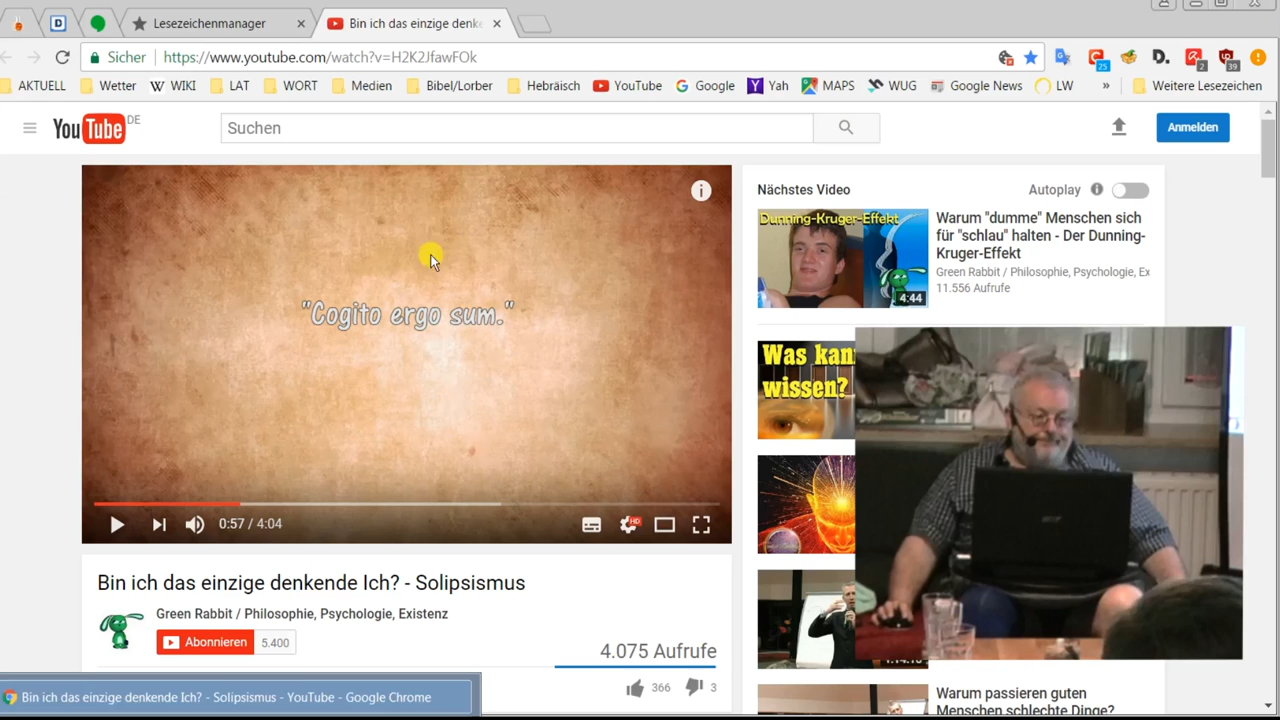 Lesezeichenmanager
Bin ich das einzige denke
Sicher
https://www.youtube.com/watch?v=H2K2JfawFOk
25
D.
2
39
AKTUELL
Wetter
W WIKI
LAT
WORT
Medien
Bibel/Lorber
Hebräisch
YouTube
Google
Yah
MAPS
WUG
Google News
LW
»
Weitere Lesezeichen
YouTube DE
Suchen
Anmelden
"Cogito ergo sum."
0:57 / 4:04
HD
Bin ich das einzige denkende Ich? - Solipsismus
Green Rabbit / Philosophie, Psychologie, Existenz
Abonnieren
5.400
4.075 Aufrufe
366
3
Nächstes Video
Autoplay
Dunning-Kruger-Effekt
4:44
Warum "dumme" Menschen sich
für "schlau" halten - Der Dunning-
Kruger-Effekt
Green Rabbit / Philosophie, Psychologie, Ex
11.556 Aufrufe
Was kan
wissen?
Warum passieren guten
Menschen schlechte Dinge?
Bin ich das einzige denkende Ich? - Solipsismus - YouTube - Google Chrome